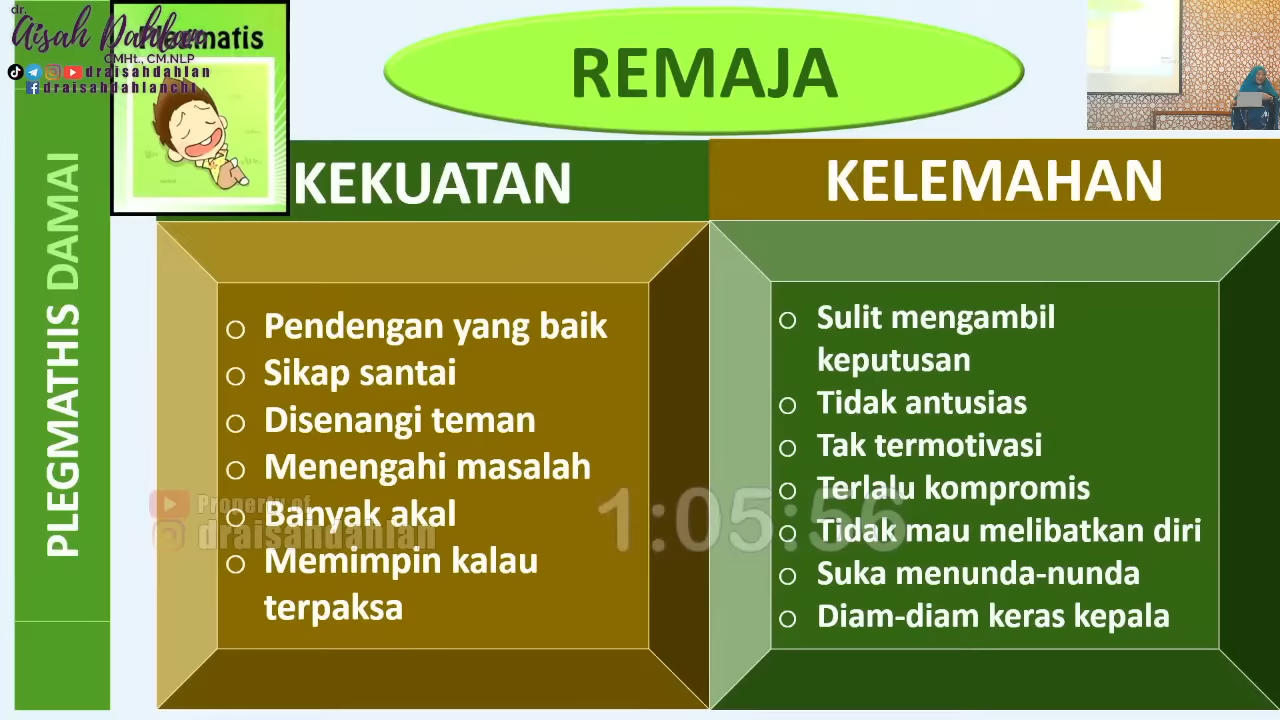 dr.
Aisah Dahlan
CMHt., CM.NLP
draisahdahlan
draisahdahlancht
Plegmatis
REMAJA
PLEGMATHIS DAMAI
KEKUATAN
Pendengan yang baik
Sikap santai
Disenangi teman
Menengahi masalah
Banyak akal
Memimpin kalau
terpaksa
KELEMAHAN
Sulit mengambil
keputusan
Tidak antusias
Tak termotivasi
Terlalu kompromis
Tidak mau melibatkan diri
Suka menunda-nunda
Diam-diam keras kepala
Property of
draisahdahlan
1:05:56